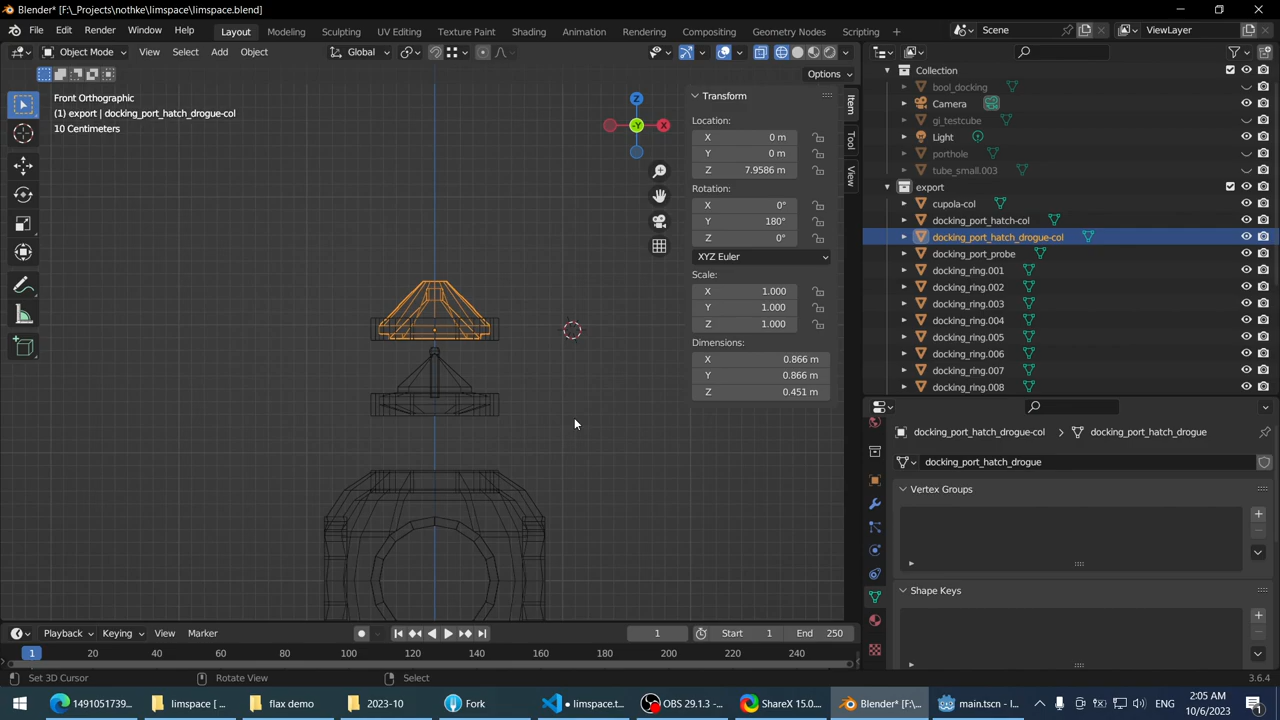 Blender* [F:\_Projects\nothke\limspace\limspace.blend]
File Edit Render Window Help Layout Modeling Sculpting UV Editing Texture Paint Shading Animation Rendering Compositing Geometry Nodes Scripting + Scene ViewLayer
Object Mode View Select Add Object Global
Options
Front Orthographic
(1) export | docking_port_hatch_drogue-col
10 Centimeters
Z
-Y
X
Item
Tool
View
Transform
Location:
X 0 m
Y 0 m
Z 7.9586 m
Rotation:
X 0°
Y 180°
Z 0°
XYZ Euler
Scale:
X 1.000
Y 1.000
Z 1.000
Dimensions:
X 0.866 m
Y 0.866 m
Z 0.451 m
Collection
bool_docking
Camera
gi_testcube
Light
porthole
tube_small.003
export
cupola-col
docking_port_hatch-col
docking_port_hatch_drogue-col
docking_port_probe
docking_ring.001
docking_ring.002
docking_ring.003
docking_ring.004
docking_ring.005
docking_ring.006
docking_ring.007
docking_ring.008
docking_port_hatch_drogue-col docking_port_hatch_drogue
docking_port_hatch_drogue
Vertex Groups
Shape Keys
Playback Keying View Marker 1 Start 1 End 250
1 20 40 60 80 100 120 140 160 180 200 220 240
Set 3D Cursor Rotate View Select 3.6.4
1491051739... limspace [ ... flax demo 2023-10 Fork • limspace.t... OBS 29.1.3 -... ShareX 15.0... Blender* [F:\... main.tscn - l... ENG 2:05 AM
10/6/2023